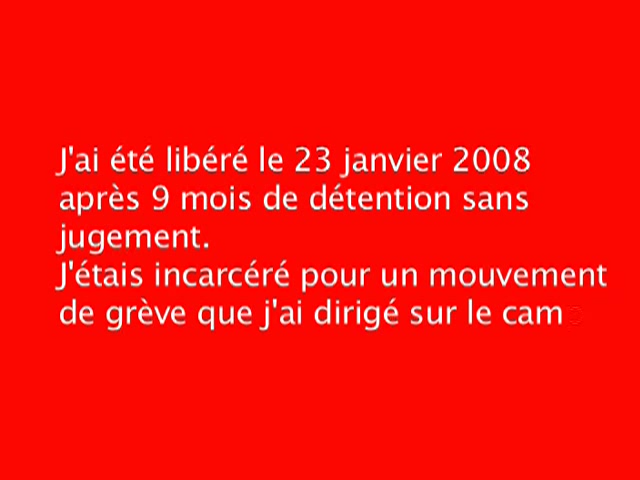 J'ai été libéré le 23 janvier 2008
après 9 mois de détention sans
jugement.
J'étais incarcéré pour un mouvement
de grève que j'ai dirigé sur le cam